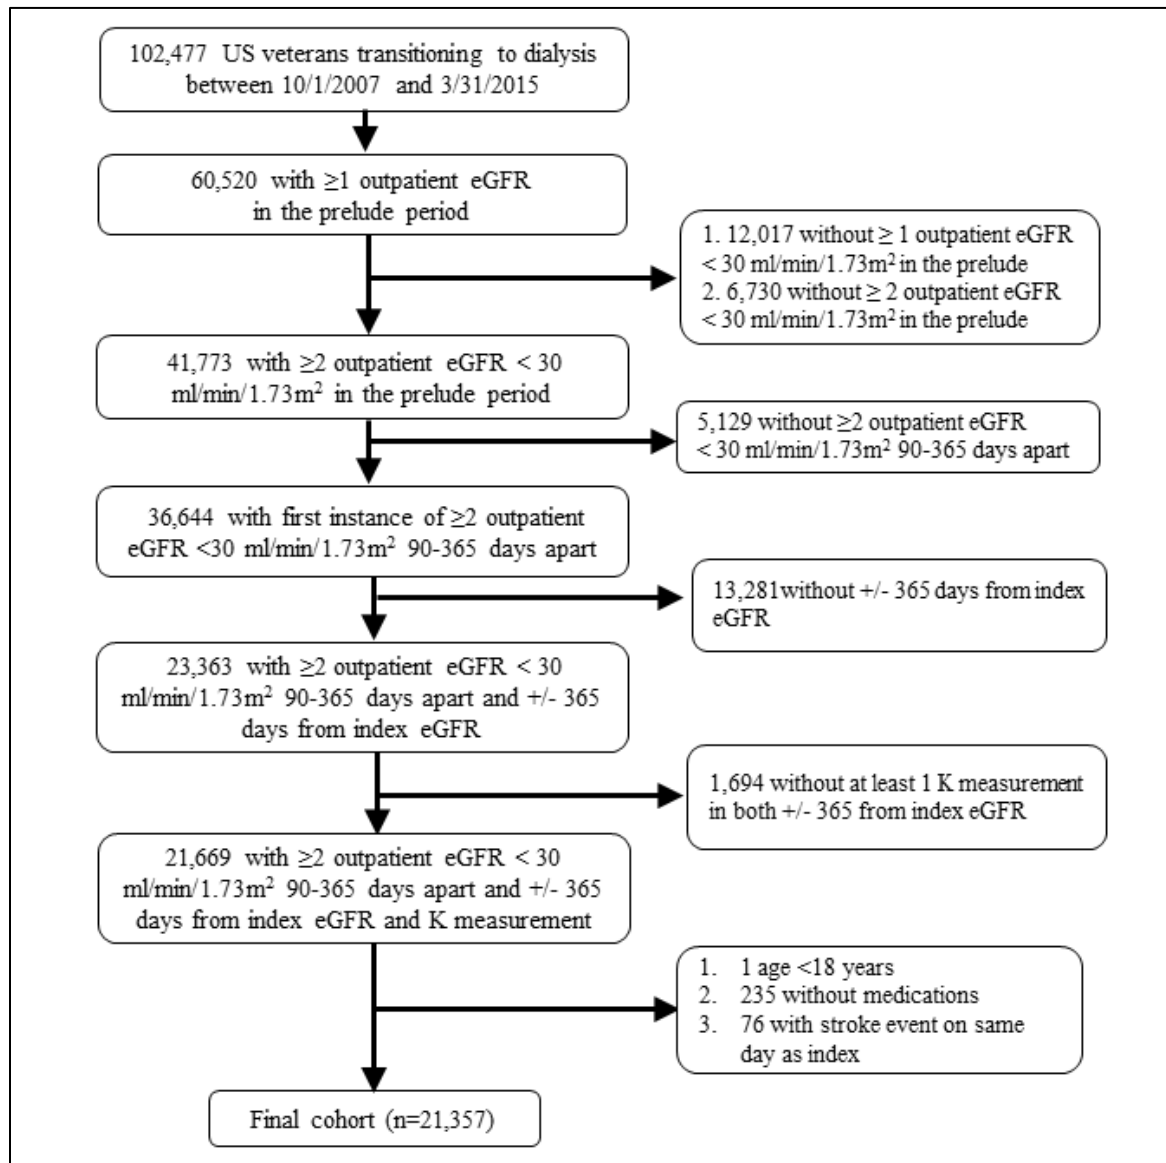 102,477 US veterans transitioning to dialysis
between 10/1/2007 and 3/31/2015
60,520 with ≥1 outpatient eGFR
in the prelude period
1. 12,017 without ≥ 1 outpatient eGFR
< 30 ml/min/1.73m² in the prelude
2. 6,730 without ≥ 2 outpatient eGFR
< 30 ml/min/1.73m² in the prelude
41,773 with ≥2 outpatient eGFR < 30
ml/min/1.73m² in the prelude period
5,129 without ≥2 outpatient eGFR
< 30 ml/min/1.73m² 90-365 days apart
36,644 with first instance of ≥2 outpatient
eGFR <30 ml/min/1.73m² 90-365 days apart
13,281without +/- 365 days from index
eGFR
23,363 with ≥2 outpatient eGFR < 30
ml/min/1.73m² 90-365 days apart and +/- 365
days from index eGFR
1,694 without at least 1 K measurement
in both +/- 365 from index eGFR
21,669 with ≥2 outpatient eGFR < 30
ml/min/1.73m² 90-365 days apart and +/- 365
days from index eGFR and K measurement
1. 1 age <18 years
2. 235 without medications
3. 76 with stroke event on same
day as index
Final cohort (n=21,357)